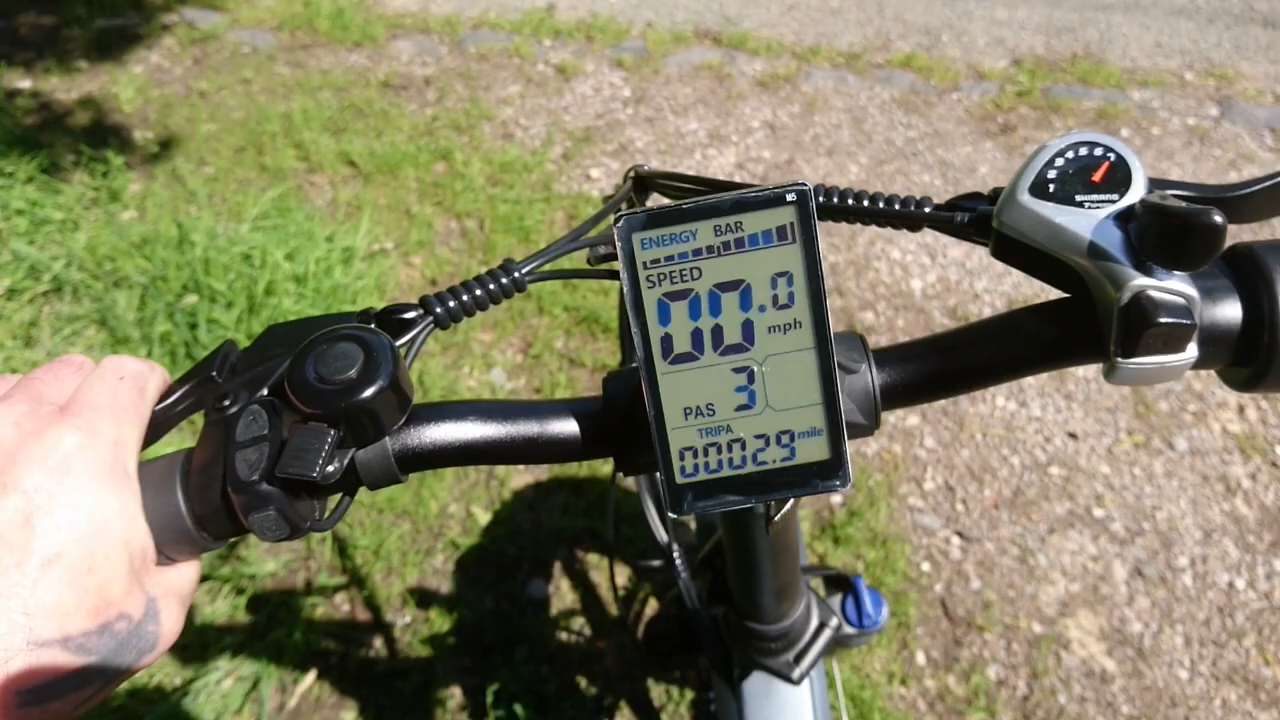 M5
ENERGY BAR
SPEED
00.0
mph
PAS 3
TRIPA
0002.9 mile
1 2 3 4 5 6 7
SHIMANO